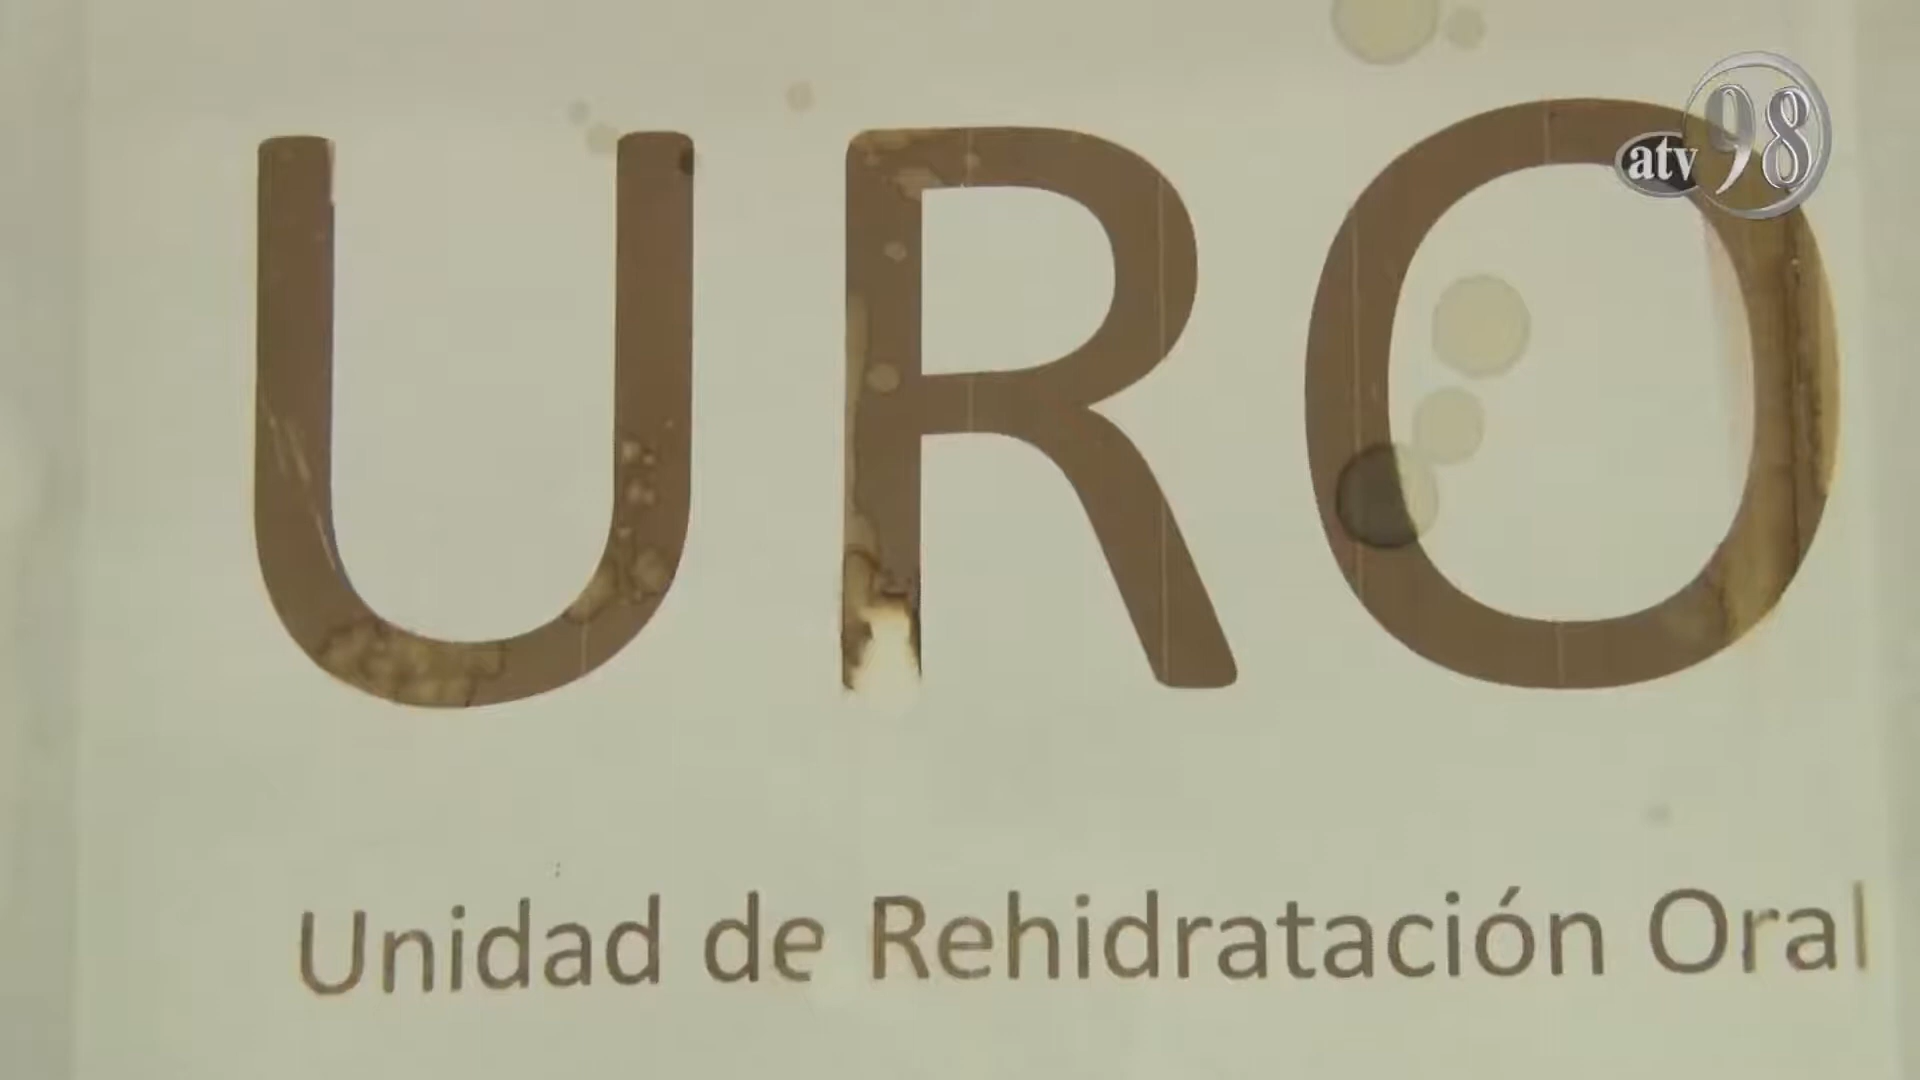 atv 98
URO
Unidad de Rehidratación Oral